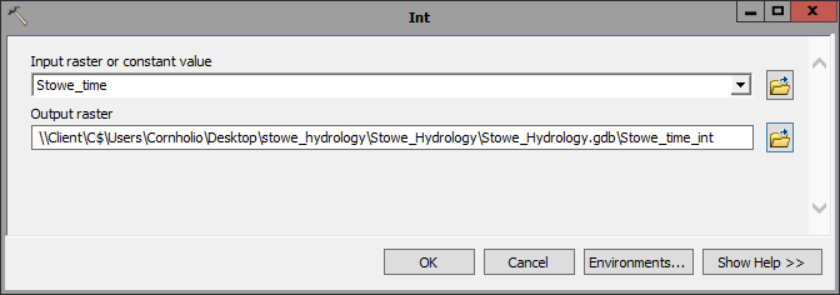 Int
Input raster or constant value
Stowe_time
Output raster
\\Client\C$\Users\Cornholio\Desktop\stowe_hydrology\Stowe_Hydrology\Stowe_Hydrology.gdb\Stowe_time_int
OK Cancel Environments... Show Help >>